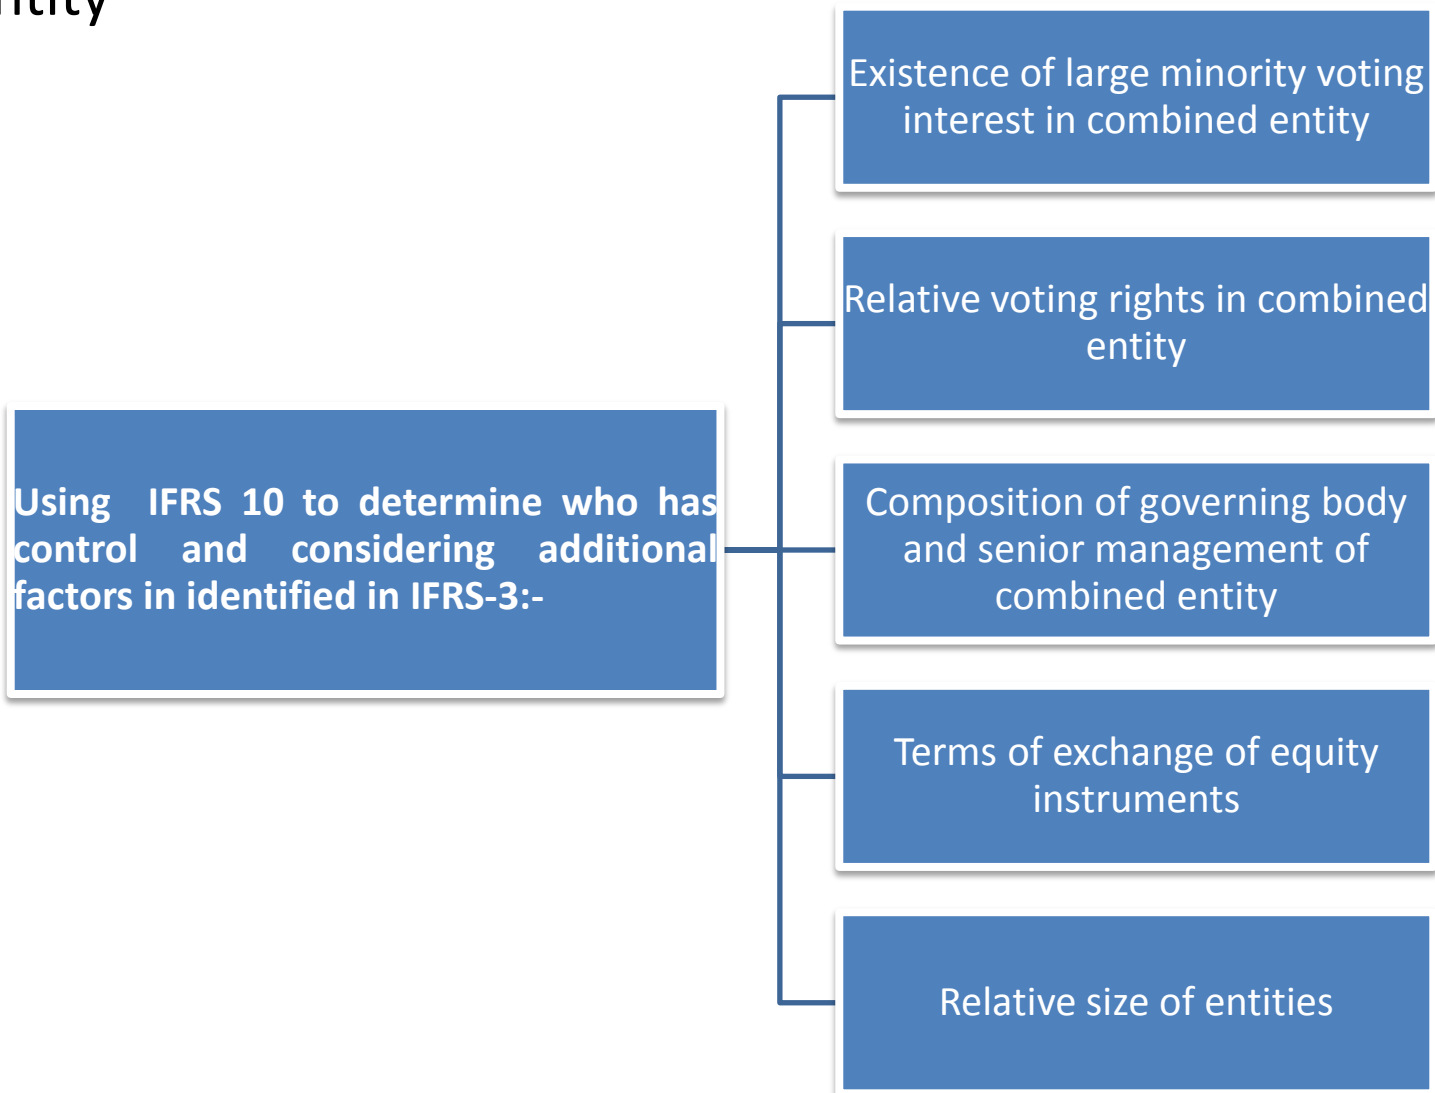 Existence of large minority voting
interest in combined entity
Relative voting rights in combined
entity
Using IFRS 10 to determine who has
control and considering additional
factors in identified in IFRS-3:-
Composition of governing body
and senior management of
combined entity
Terms of exchange of equity
instruments
Relative size of entities